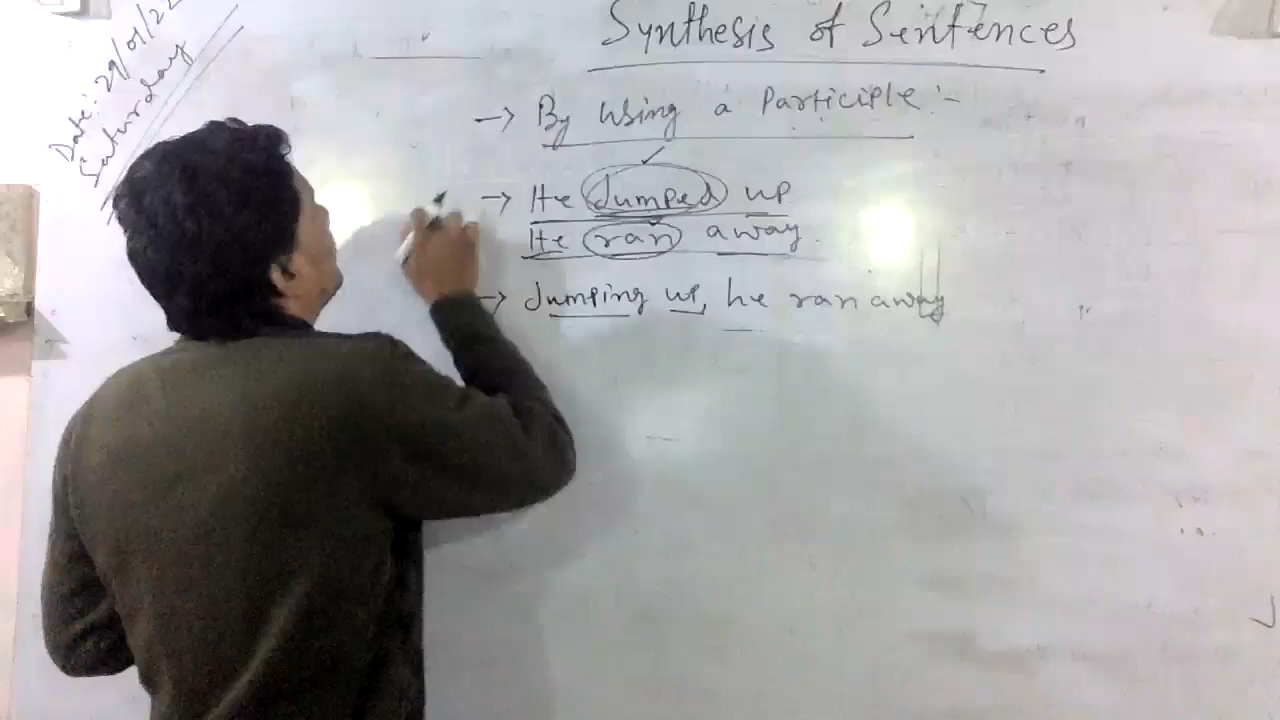 Date: 29/01/22
Saturday
Synthesis of Sentences
→ By using a Participle :-
→ He Jumped up
He ran away.
→ Jumping up, he ran away